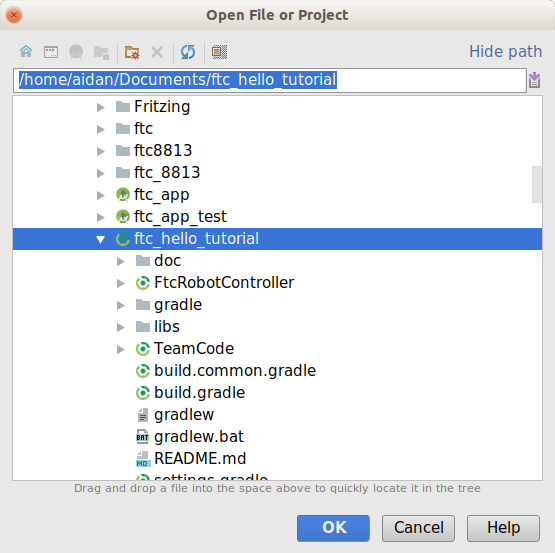 Open File or Project
Hide path
/home/aidan/Documents/ftc_hello_tutorial
Fritzing
ftc
ftc8813
ftc_8813
ftc_app
ftc_app_test
ftc_hello_tutorial
doc
FtcRobotController
gradle
libs
TeamCode
build.common.gradle
build.gradle
gradlew
BAT gradlew.bat
MD README.md
settings.gradle
Drag and drop a file into the space above to quickly locate it in the tree
OK Cancel Help